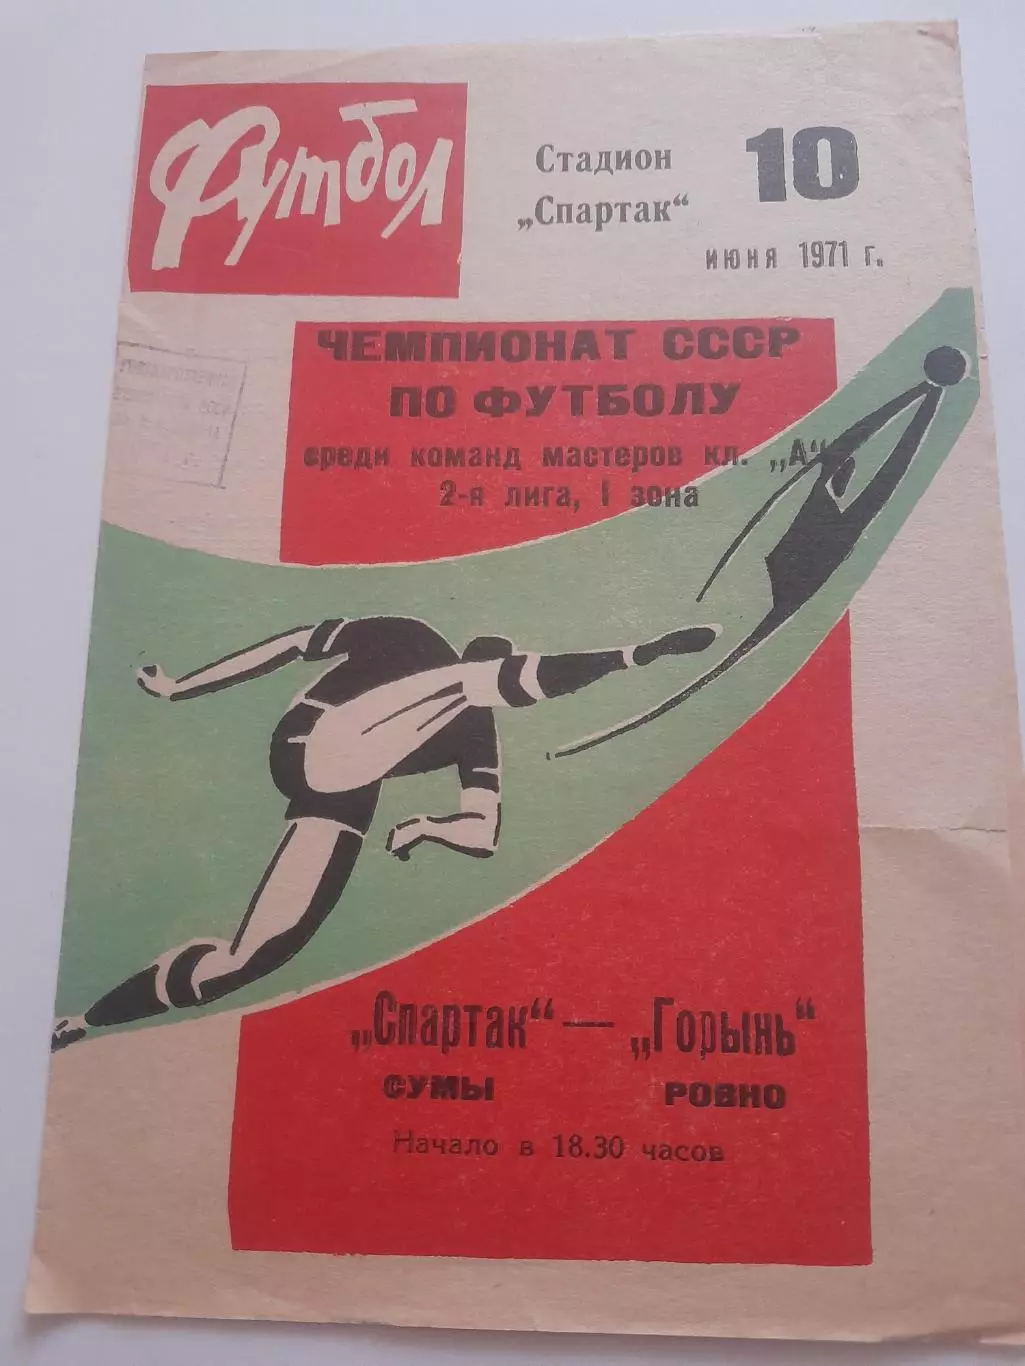 Футбол
Стадион
„Спартак“
10
июня 1971 г.
ЧЕМПИОНАТ СССР
ПО ФУТБОЛУ
среди команд мастеров кл. „А“
2-я лига, I зона
„Спартак“ — „Горынь“
СУМЫ РОВНО
Начало в 18.30 часов